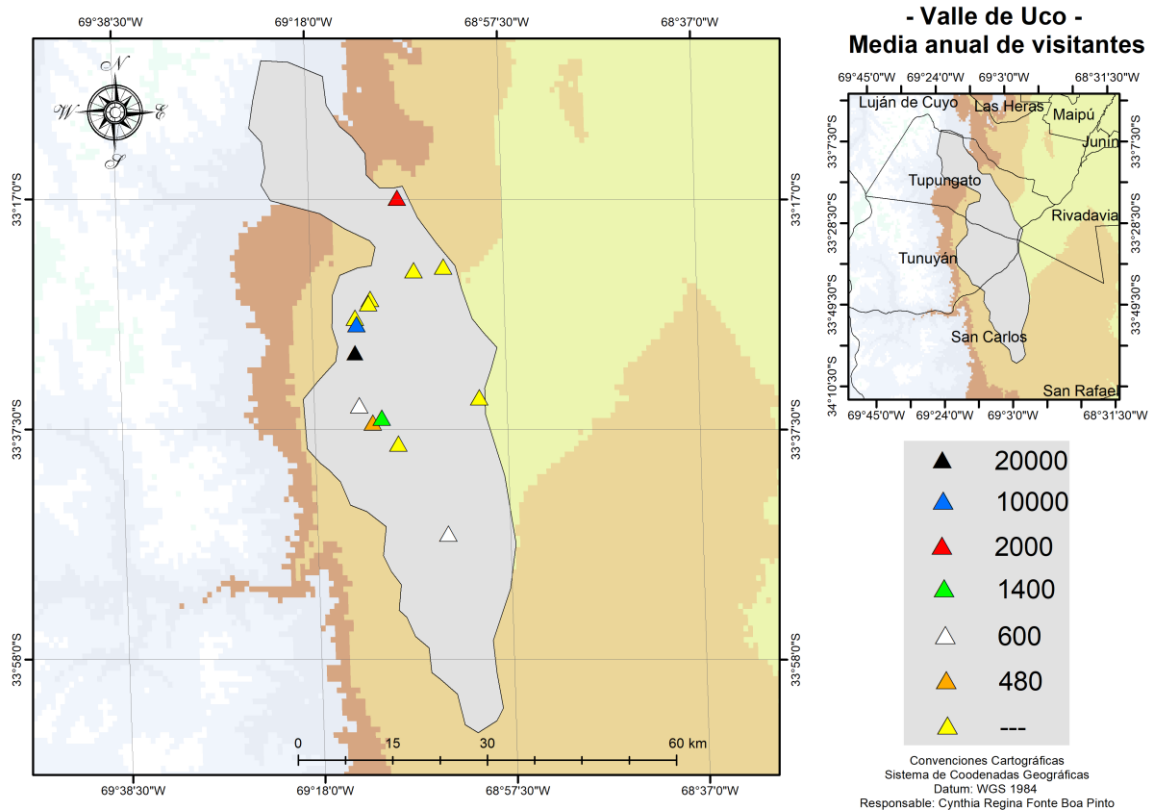 - Valle de Uco -
Media anual de visitantes
69°38'30"W 69°18'0"W 68°57'30"W 68°37'0"W
N
W E
S
33°17'0"S 33°17'0"S
33°37'30"S 33°37'30"S
33°58'0"S 33°58'0"S
0 15 30 60 km
69°38'30"W 69°18'0"W 68°57'30"W 68°37'0"W
69°45'0"W 69°24'0"W 69°3'0"W 68°31'30"W
Luján de Cuyo Las Heras
Maipú
33°7'30"S Junín 33°7'30"S
Tupungato
33°28'30"S Rivadavia 33°28'30"S
Tunuyán
33°49'30"S 33°49'30"S
San Carlos
34°10'30"S San Rafael 34°10'30"S
69°45'0"W 69°24'0"W 69°3'30"W 68°31'30"W
20000
10000
2000
1400
600
480
---
Convenciones Cartográficas
Sistema de Coodenadas Geográficas
Datum: WGS 1984
Responsable: Cynthia Regina Fonte Boa Pinto